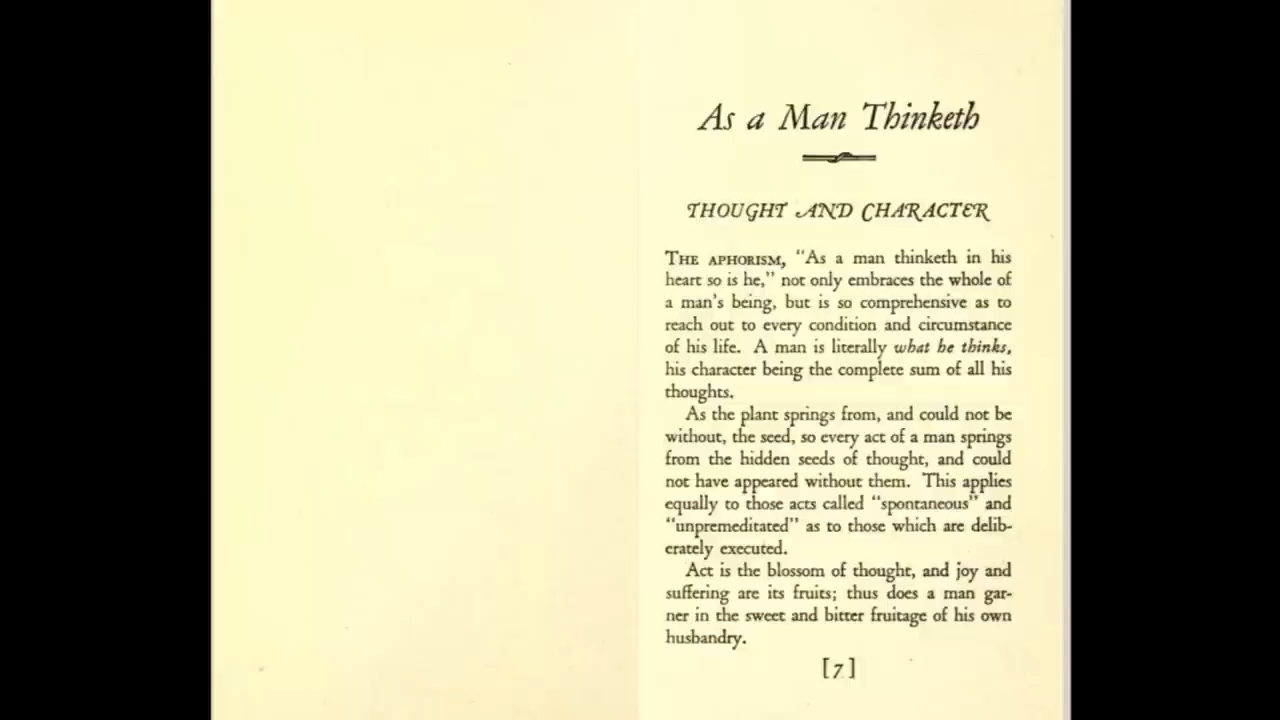 As a Man Thinketh
THOUGHT AND CHARACTER
THE APHORISM, “As a man thinketh in his
heart so is he,” not only embraces the whole of
a man’s being, but is so comprehensive as to
reach out to every condition and circumstance
of his life. A man is literally what he thinks,
his character being the complete sum of all his
thoughts.
As the plant springs from, and could not be
without, the seed, so every act of a man springs
from the hidden seeds of thought, and could
not have appeared without them. This applies
equally to those acts called “spontaneous” and
“unpremeditated” as to those which are delib-
erately executed.
Act is the blossom of thought, and joy and
suffering are its fruits; thus does a man gar-
ner in the sweet and bitter fruitage of his own
husbandry.
[7]